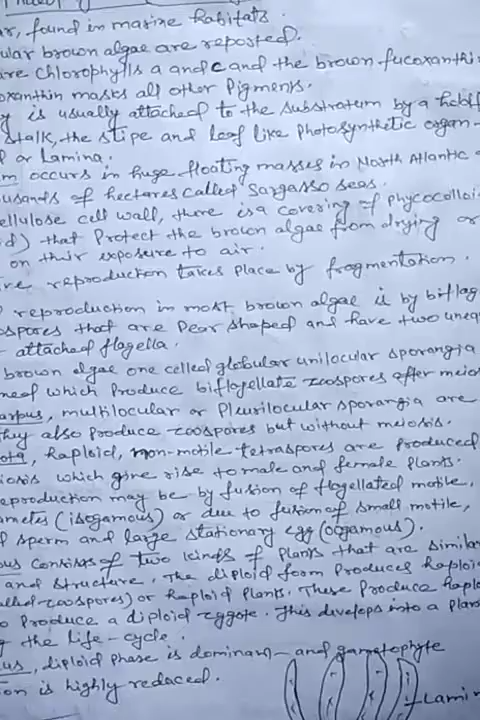 ar, found in marine habitats.
ular brown algae are reported.
are chlorophylls a and c and the brown fucoxanthi
oxanthin masks all other pigments.
y is usually attached to the substratum by a holdf
stalk, the stipe and leaf like photosynthetic organ-
d or lamina.
m occurs in huge floating masses in North Atlantic
usands of hectares called Sargasso seas.
ellulose cell wall, there is a covering of phycocolloi
id) that protect the brown algae from drying or
on their exposure to air.
ive reproduction takes place by fragmentation.
reproduction in most brown algae is by biflag
ospores that are pear shaped and have two uneq
- attached flagella.
brown algae one celled globular unilocular sporangia
me of which produce biflagellate zoospores after meio
arpus, multilocular or plurilocular sporangia are
They also produce zoospores but without meiosis.
ota, haploid, non-motile tetraspores are produced
iosis which give rise to male and female plants.
eproduction may be by fusion of flagellated motile,
ametes (isogamous) or due to fusion of small motile,
d sperm and large stationary egg (oogamous).
us consists of two kinds of plants that are similar
and structure. The diploid form produces haploi
alled-zoospores) or haploid plants. These produce haplo
o produce a diploid zygote. This develops into a plan
g the life-cycle.
us, diploid phase is dominant- and gametophyte
ion is highly reduced.
Lamin